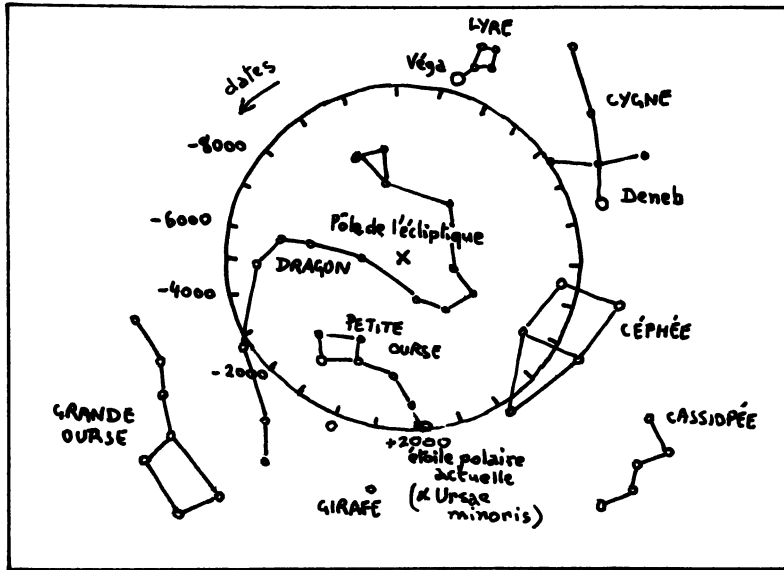 LYRE
Véga
dates
CYGNE
-8000
Deneb
-6000
Pôle de l'écliptique
DRAGON
-4000
CÉPHÉE
PETITE
OURSE
-2000
GRANDE
OURSE
CASSIOPÉE
+2000
étoile polaire
actuelle
(α Ursae
minoris)
GIRAFE